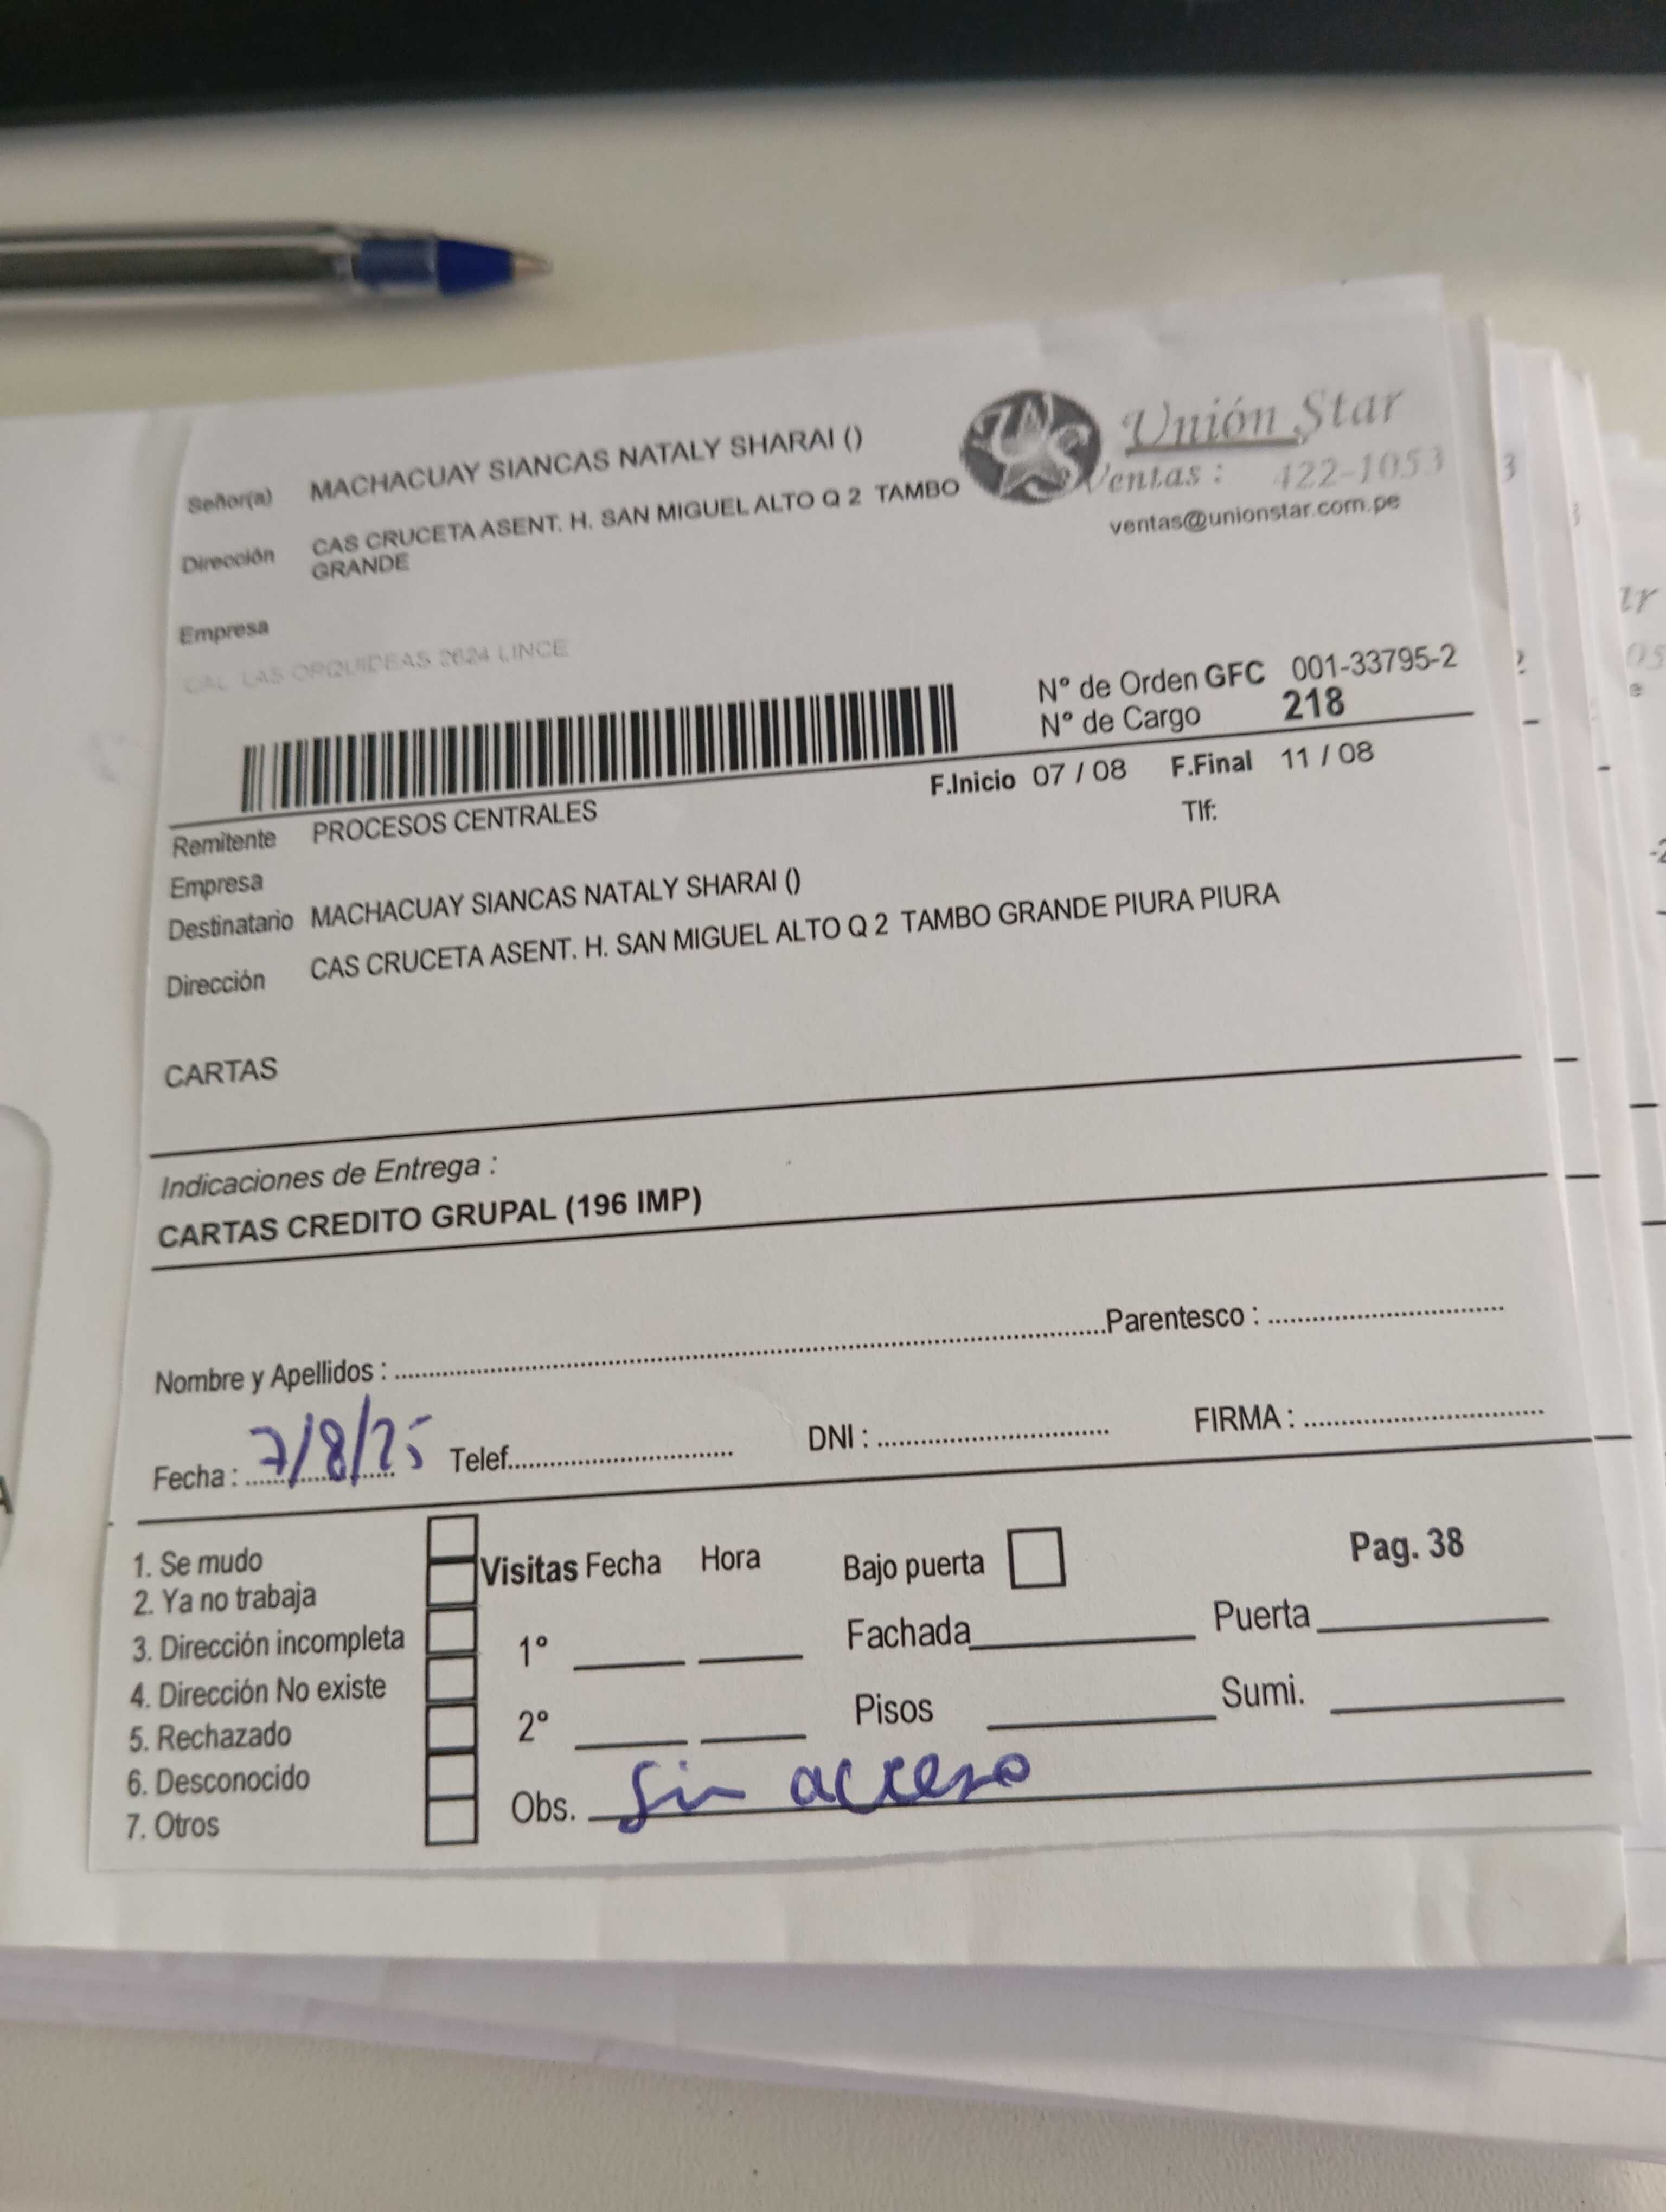 Unión Star
Ventas : 422-1053
ventas@unionstar.com.pe
Señor(a) MACHACUAY SIANCAS NATALY SHARAI ()
Dirección CAS CRUCETA ASENT. H. SAN MIGUEL ALTO Q 2 TAMBO
GRANDE
Empresa
CAL LAS ORQUIDEAS 2624 LINCE
Nº de Orden GFC 001-33795-2
Nº de Cargo 218
F.Inicio 07 / 08 F.Final 11 / 08
Remitente PROCESOS CENTRALES Tlf:
Empresa
Destinatario MACHACUAY SIANCAS NATALY SHARAI ()
Dirección CAS CRUCETA ASENT. H. SAN MIGUEL ALTO Q 2 TAMBO GRANDE PIURA PIURA
CARTAS
Indicaciones de Entrega :
CARTAS CREDITO GRUPAL (196 IMP)
Nombre y Apellidos : Parentesco :
Fecha : 7/8/25 Telef. DNI : FIRMA :
1. Se mudo
2. Ya no trabaja
3. Dirección incompleta
4. Dirección No existe
5. Rechazado
6. Desconocido
7. Otros
Visitas Fecha Hora
1º
2º
Bajo puerta
Pag. 38
Fachada Puerta
Pisos Sumi.
Obs. Sin acceso